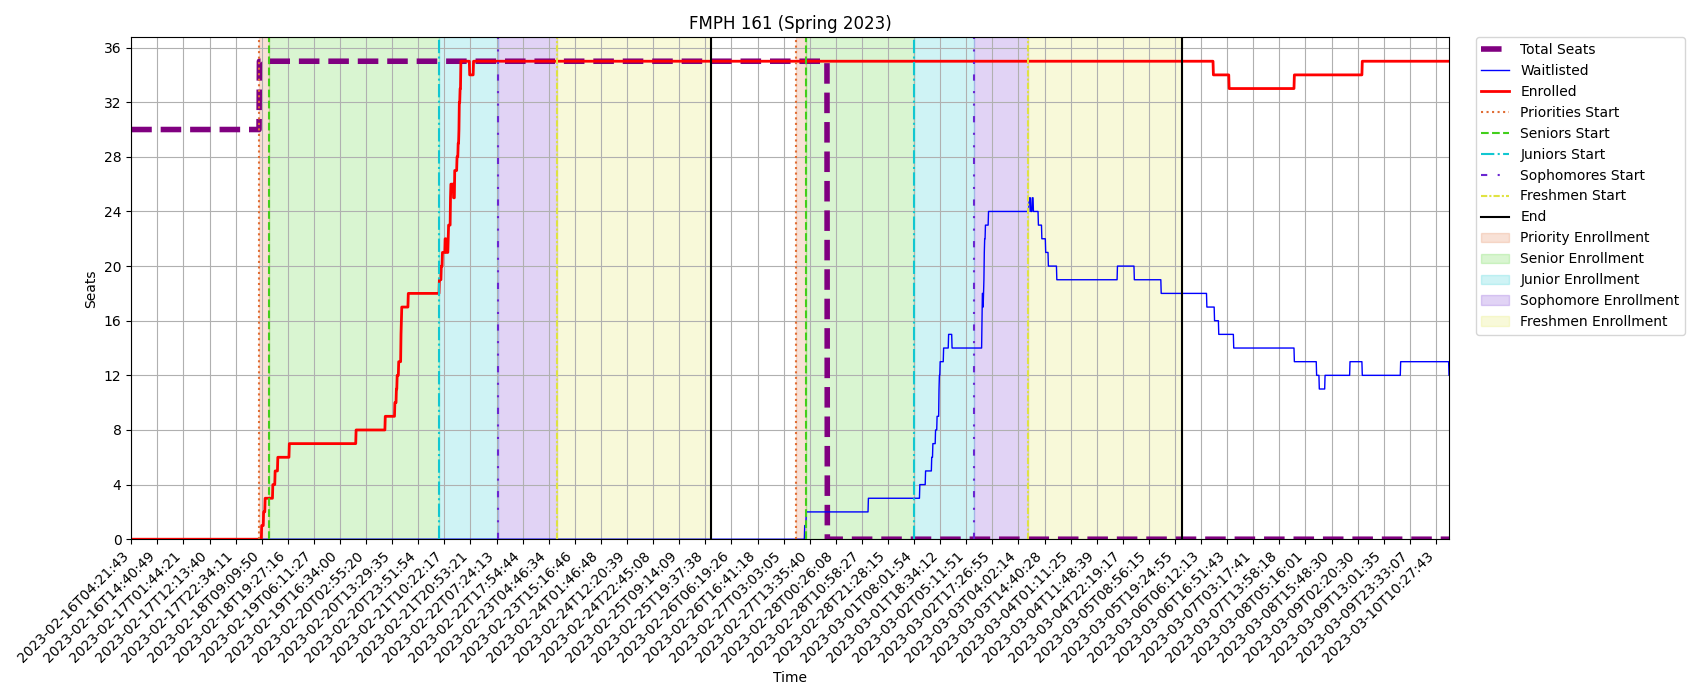 FMPH 161 (Spring 2023)
36
32
28
24
20
16
12
8
4
0
Seats
2023-02-16T04:21:43
2023-02-16T14:40:49
2023-02-17T01:44:21
2023-02-17T12:13:40
2023-02-17T22:34:11
2023-02-18T09:09:50
2023-02-18T19:27:16
2023-02-19T06:11:27
2023-02-19T16:34:00
2023-02-20T02:55:20
2023-02-20T13:29:35
2023-02-20T23:51:54
2023-02-21T10:22:17
2023-02-21T20:53:21
2023-02-22T07:24:13
2023-02-22T17:54:44
2023-02-23T04:46:34
2023-02-23T15:16:46
2023-02-24T01:46:48
2023-02-24T12:20:39
2023-02-24T22:45:08
2023-02-25T09:14:09
2023-02-25T19:37:38
2023-02-26T06:19:26
2023-02-26T16:41:18
2023-02-27T03:03:05
2023-02-27T13:35:40
2023-02-28T00:26:08
2023-02-28T10:58:27
2023-02-28T21:28:15
2023-03-01T08:01:54
2023-03-01T18:34:12
2023-03-02T05:11:51
2023-03-02T17:26:55
2023-03-03T04:02:14
2023-03-03T14:40:28
2023-03-04T01:11:25
2023-03-04T11:48:39
2023-03-04T22:19:17
2023-03-05T08:56:15
2023-03-05T19:24:55
2023-03-06T06:12:13
2023-03-06T16:51:43
2023-03-07T03:17:41
2023-03-07T13:58:18
2023-03-08T05:16:01
2023-03-08T15:48:30
2023-03-09T02:20:30
2023-03-09T13:01:35
2023-03-09T23:33:07
2023-03-10T10:27:43
Time
Total Seats
Waitlisted
Enrolled
Priorities Start
Seniors Start
Juniors Start
Sophomores Start
Freshmen Start
End
Priority Enrollment
Senior Enrollment
Junior Enrollment
Sophomore Enrollment
Freshmen Enrollment